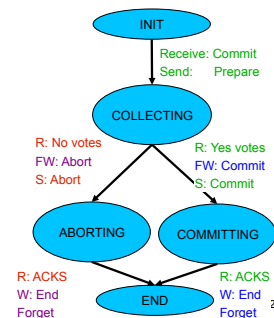 INIT
Receive: Commit
Send: Prepare
COLLECTING
R: No votes
FW: Abort
S: Abort
R: Yes votes
FW: Commit
S: Commit
ABORTING
COMMITTING
R: ACKS
W: End
Forget
R: ACKS
W: End
Forget
END
2